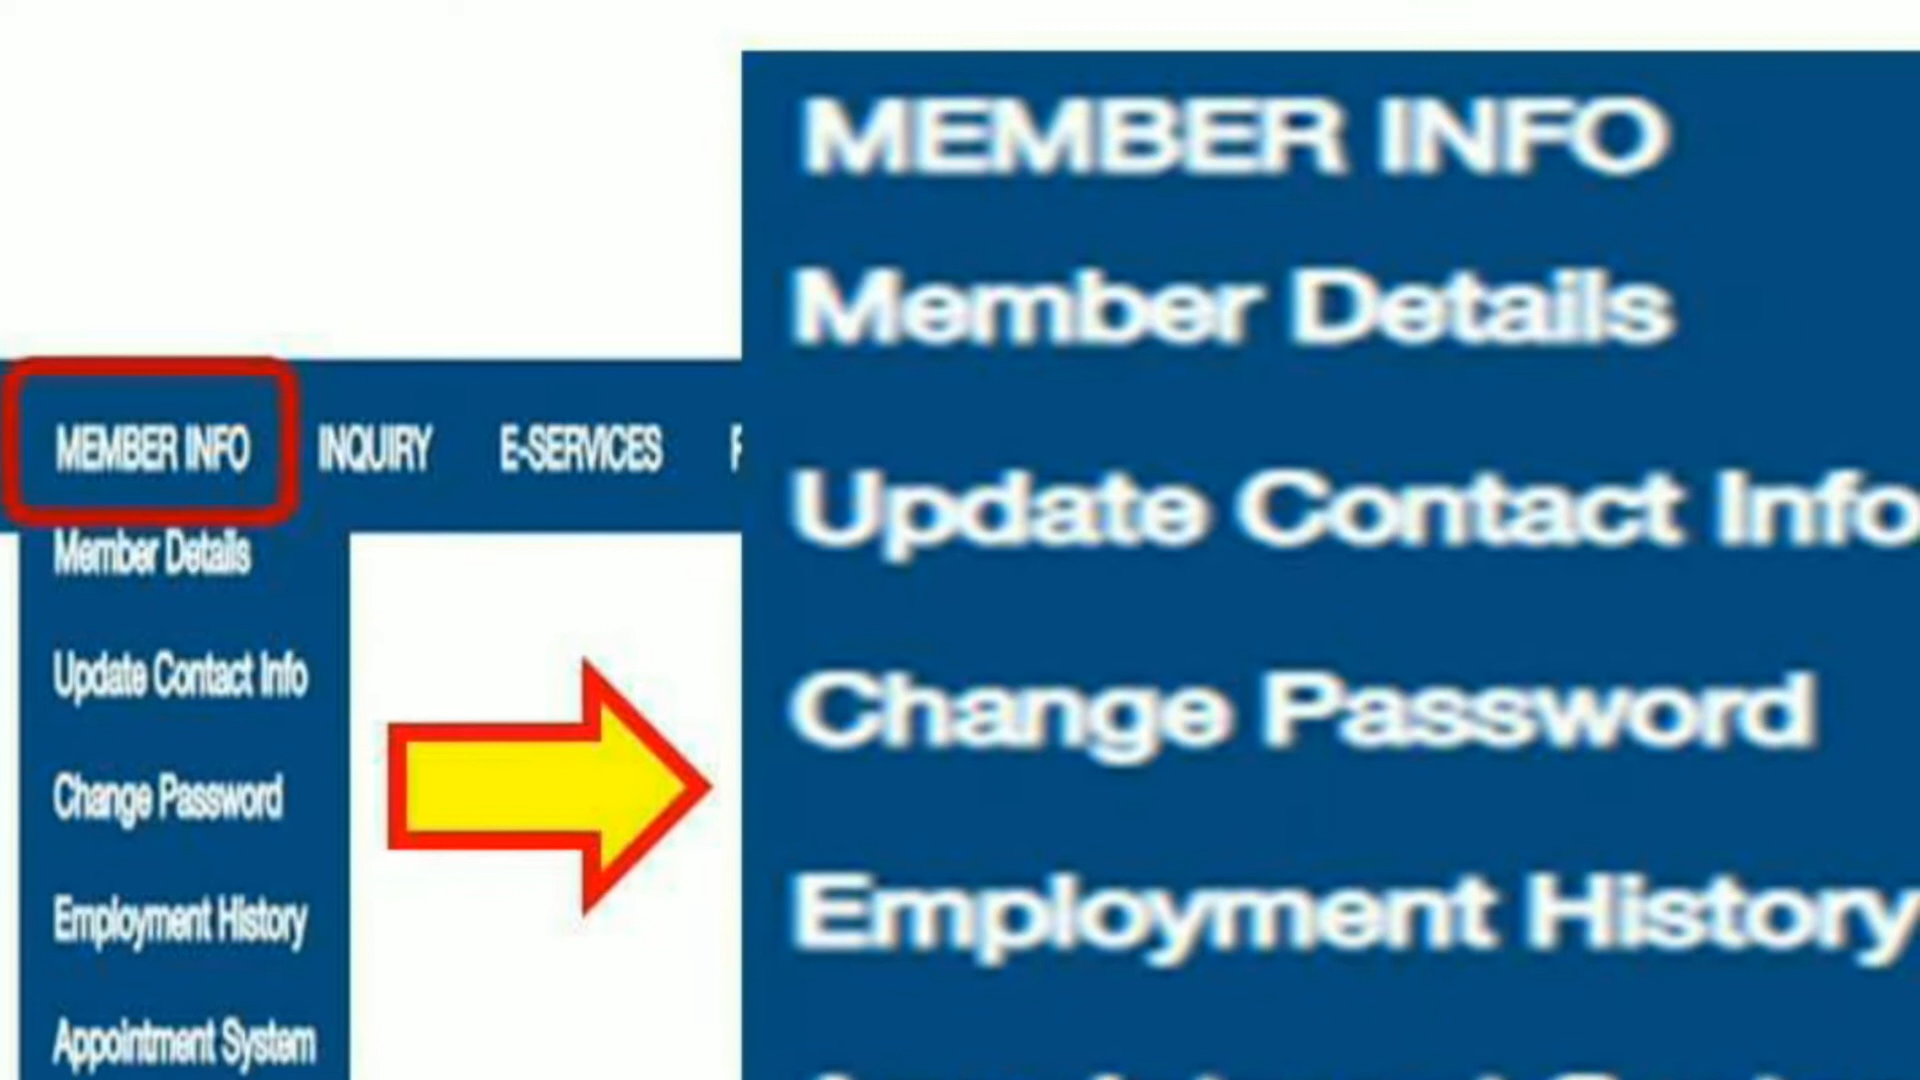 MEMBER INFO INQUIRY E-SERVICES
Member Details
Update Contact Info
Change Password
Employment History
Appointment System
MEMBER INFO
Member Details
Update Contact Info
Change Password
Employment History